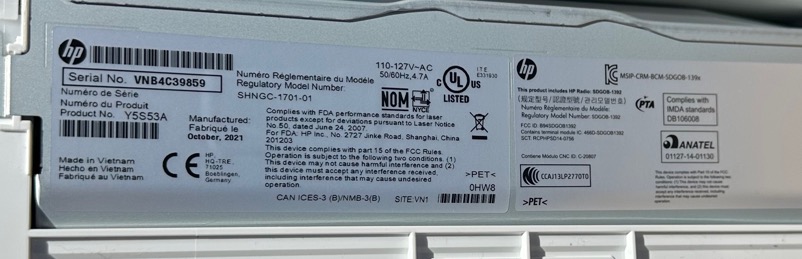 hp
Serial No. VNB4C39859
Numéro de Série
Número du Produit
Product No. Y5S53A
Manufactured:
Fabriqué le
October, 2021
Made in Vietnam
Hecho en Vietnam
Fabriqué au Vietnam
CE
HP
HQ-TRE,
71025
Boeblingen,
Germany
Numéro Réglementaire du Modèle
Regulatory Model Number:
SHNGC-1701-01
110-127V~AC
50/60Hz, 4.7A
ITE
E331930
C UL US
LISTED
NOM
NYCE
Complies with FDA performance standards for laser
products except for deviations pursuant to Laser Notice
No.50, dated June 24, 2007.
For FDA: HP Inc., No. 2727 Jinke Road, Shanghai, China
201203
This device complies with part 15 of the FCC Rules.
Operation is subject to the following two conditions: (1)
This device may not cause harmful interference and (2)
this device must accept any interference received,
including interference that may cause undesired
operation.
CAN ICES-3 (B)/NMB-3(B)
SITE:VN1
>PET<
0HW8
hp
MSIP-CRM-BCM-SDGOB-139x
This product includes HP Radio: SDGOB-1392
Numéro Réglementaire du Modèle:
Regulatory Model Number: SDGOB-1392
Contains Modulo CNC ID: C-20807
CCAJ13LP2770T0
>PET<
PTA
Complies with
IMDA standards
DB106008
ANATEL
01127-14-01130